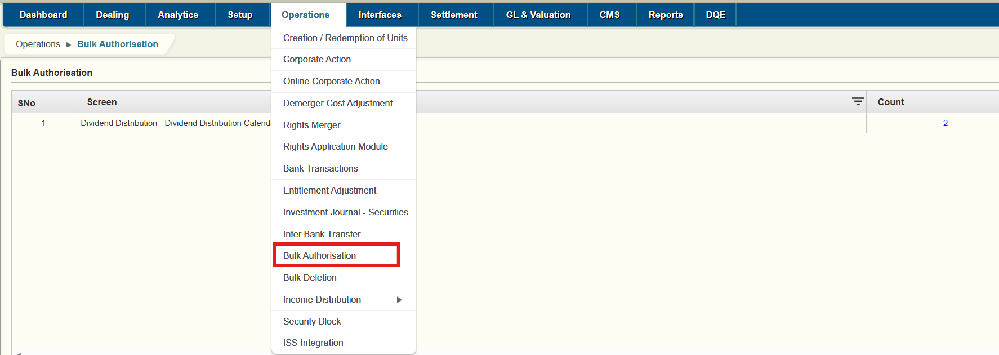 Dashboard Dealing Analytics Setup Operations Interfaces Settlement GL & Valuation CMS Reports DQE
Operations Bulk Authorisation
Bulk Authorisation
SNo Screen Count
1 Dividend Distribution - Dividend Distribution 2
Creation / Redemption of Units
Corporate Action
Online Corporate Action
Demerger Cost Adjustment
Rights Merger
Rights Application Module
Bank Transactions
Entitlement Adjustment
Investment Journal - Securities
Inter Bank Transfer
Bulk Authorisation
Bulk Deletion
Income Distribution
Security Block
ISS Integration